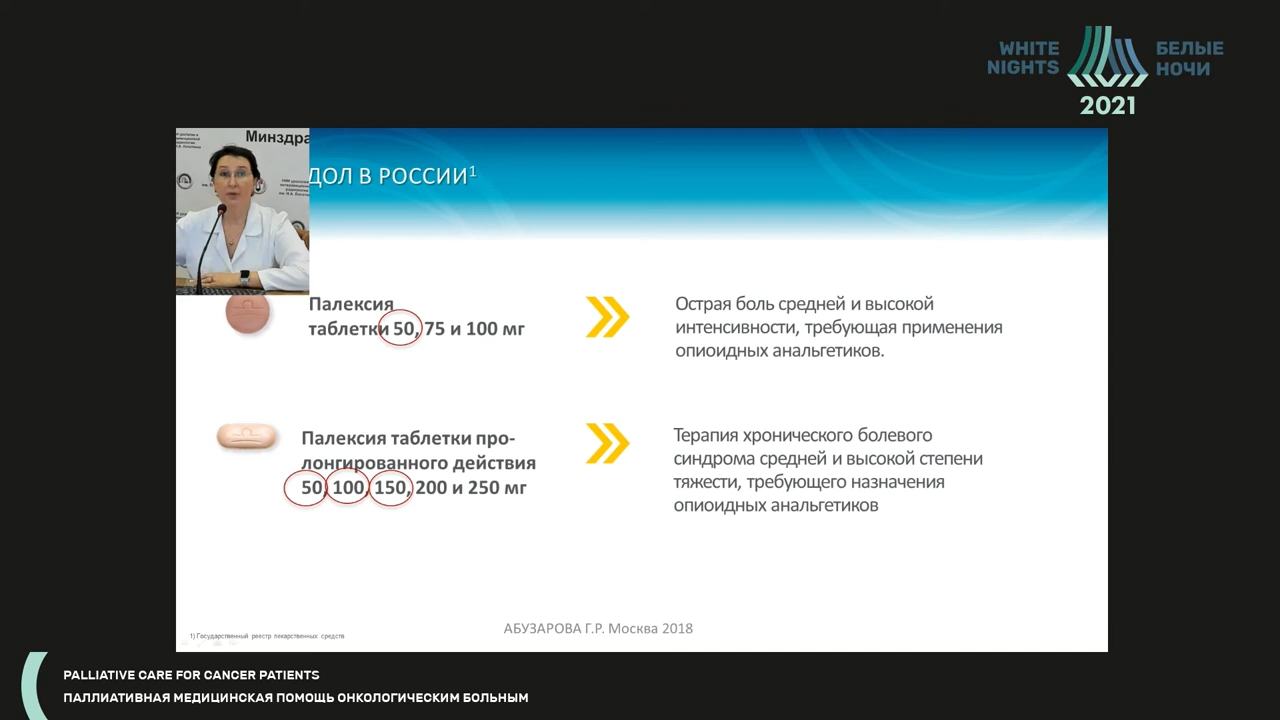 WHITE
NIGHTS
БЕЛЫЕ
НОЧИ
2021
Минздра
ДОЛ В РОССИИ¹
Палексия
таблетки 50, 75 и 100 мг
Острая боль средней и высокой
интенсивности, требующая применения
опиоидных анальгетиков.
Палексия таблетки про-
лонгированного действия
50, 100, 150, 200 и 250 мг
Терапия хронического болевого
синдрома средней и высокой степени
тяжести, требующего назначения
опиоидных анальгетиков
АБУЗАРОВА Г.Р. Москва 2018
1) Государственный реестр лекарственных средств
PALLIATIVE CARE FOR CANCER PATIENTS
ПАЛЛИАТИВНАЯ МЕДИЦИНСКАЯ ПОМОЩЬ ОНКОЛОГИЧЕСКИМ БОЛЬНЫМ